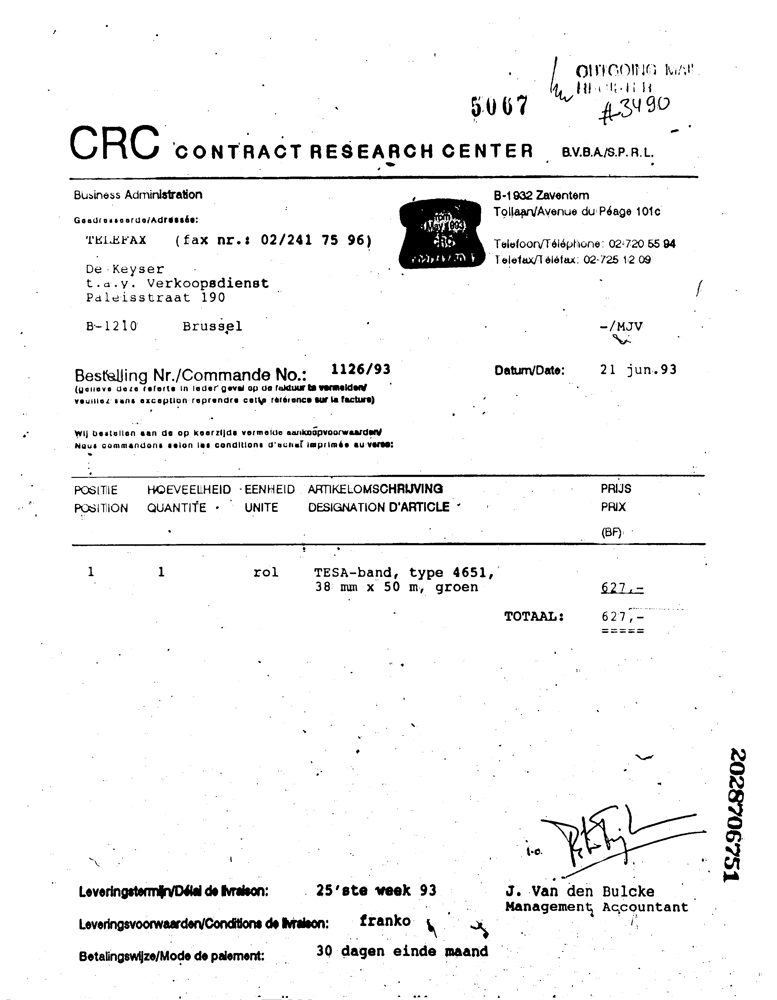 OUTGOING MAIL
5067
#3490
CRC CONTRACT RESEARCH CENTER B.V.B.A./S.P.R.L.
Business Administration
B-1932 Zaventem
Geadresseerde/Adressée:
Tollaan/Avenue du Péage 101c
TELEFAX (fax nr.: 02/241 75 96)
Telefoon/Téléphone: 02-720 55 94
Telefax/Téléfax: 02-725 12 09
CRC
De Keyser
t.a.v. Verkoopsdienst
Paleisstraat 190
B-1210 Brussel
-/MJV
Bestelling Nr./Commande No.: 1126/93
Datum/Date: 21 jun.93
(gelieve deze referte in ieder geval op de faktuur te vermelden/
veuillez sans exception reprendre cette référence sur la facture)
Wij bestellen aan de op keerzijde vermelde aankoopvoorwaarden/
Nous commandons selon les conditions d'achat imprimée au verso:
POSITIE HOEVEELHEID EENHEID ARTIKELOMSCHRIJVING PRIJS
POSITION QUANTITE UNITE DESIGNATION D'ARTICLE PRIX
(BF)
1 1 rol TESA-band, type 4651,
38 mm x 50 m, groen 627,-
TOTAAL: 627,-
=====
2028706751
i.o.
Leveringstermijn/Délai de livraison: 25'ste week 93
J. Van den Bulcke
Management Accountant
Leveringsvoorwaarden/Conditions de livraison: franko
Betalingswijze/Mode de paiement: 30 dagen einde maand